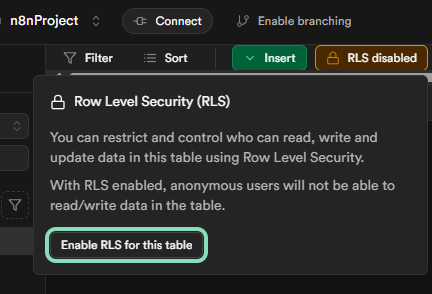 n8nProject
Connect
Enable branching
Filter
Sort
Insert
RLS disabled
Row Level Security (RLS)
You can restrict and control who can read, write and
update data in this table using Row Level Security.
With RLS enabled, anonymous users will not be able to
read/write data in the table.
Enable RLS for this table